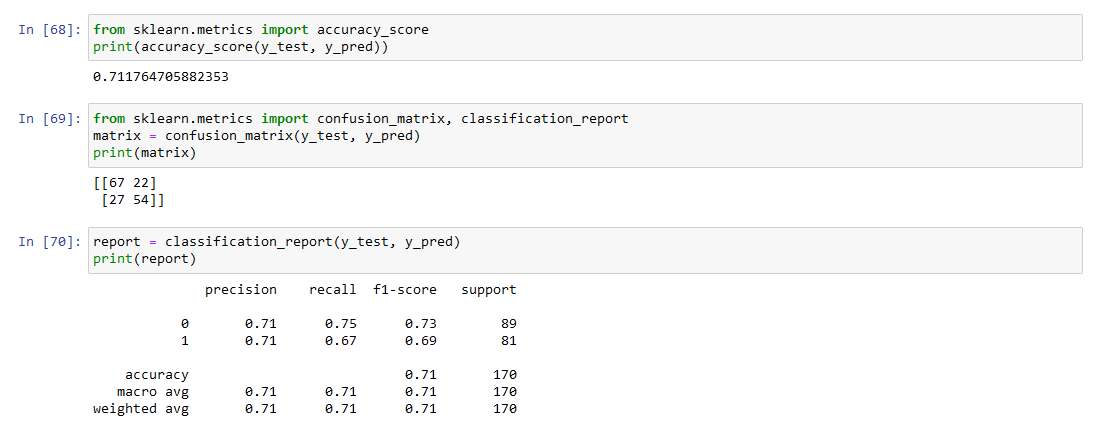 In [68]: from sklearn.metrics import accuracy_score
print(accuracy_score(y_test, y_pred))
0.711764705882353
In [69]: from sklearn.metrics import confusion_matrix, classification_report
matrix = confusion_matrix(y_test, y_pred)
print(matrix)
[[67 22]
 [27 54]]
In [70]: report = classification_report(y_test, y_pred)
print(report)
              precision    recall  f1-score   support
           0       0.71      0.75      0.73        89
           1       0.71      0.67      0.69        81
    accuracy                           0.71       170
   macro avg       0.71      0.71      0.71       170
weighted avg       0.71      0.71      0.71       170